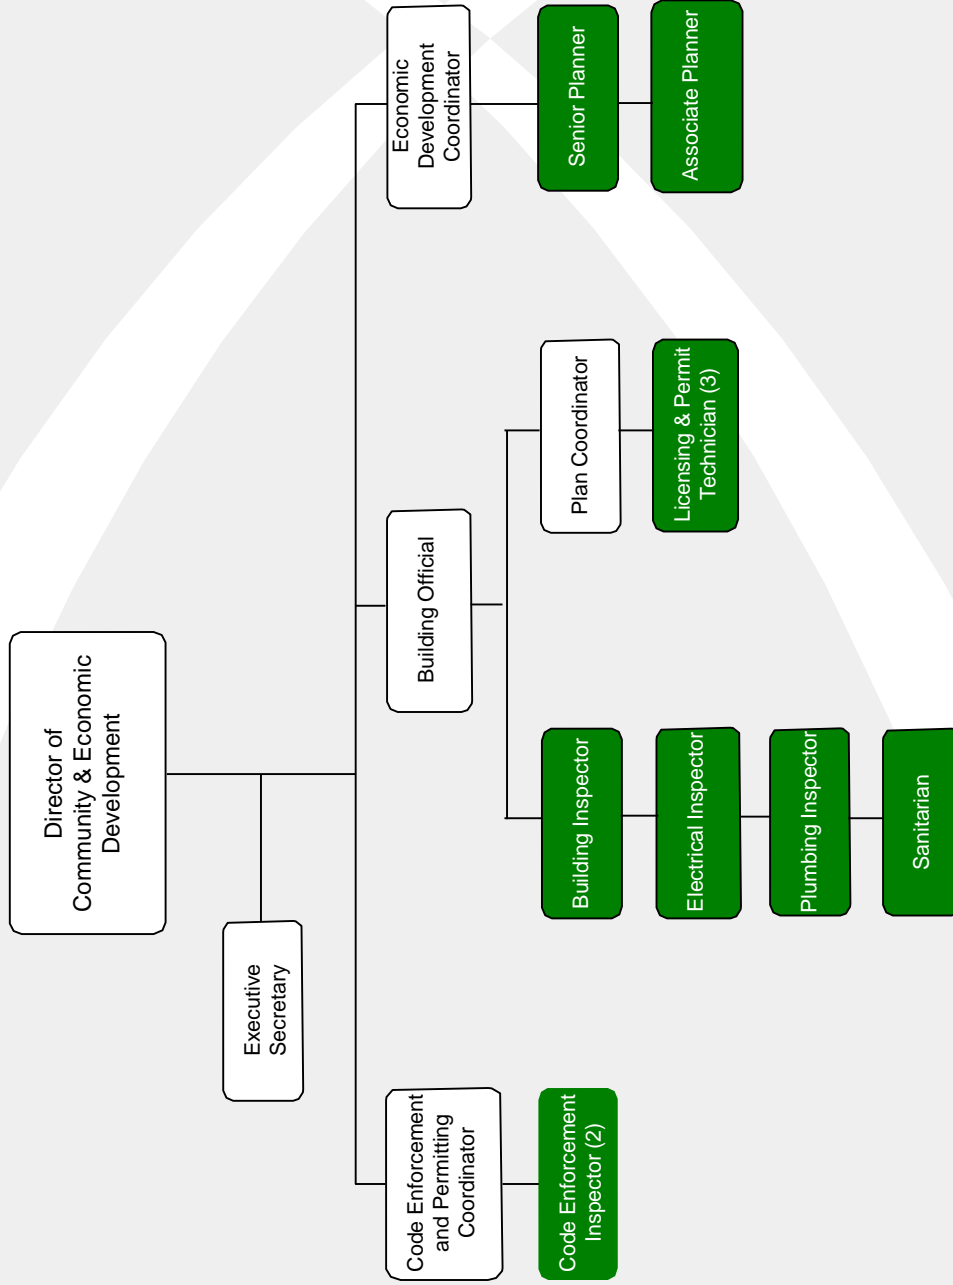 Director of
Community & Economic
Development
Executive
Secretary
Code Enforcement
and Permitting
Coordinator
Building Official
Economic
Development
Coordinator
Code Enforcement
Inspector (2)
Building Inspector
Plan Coordinator
Senior Planner
Electrical Inspector
Licensing & Permit
Technician (3)
Associate Planner
Plumbing Inspector
Sanitarian